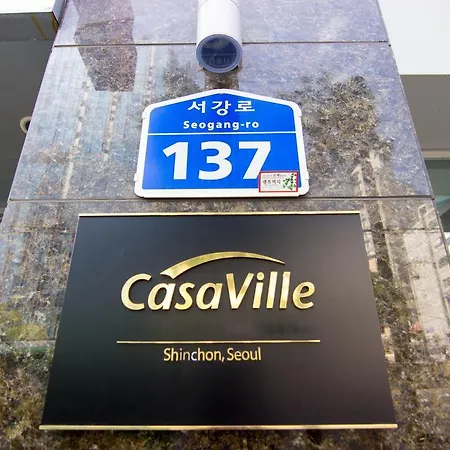 서강로
Seogang-ro
137
CasaVille
Shinchon, Seoul